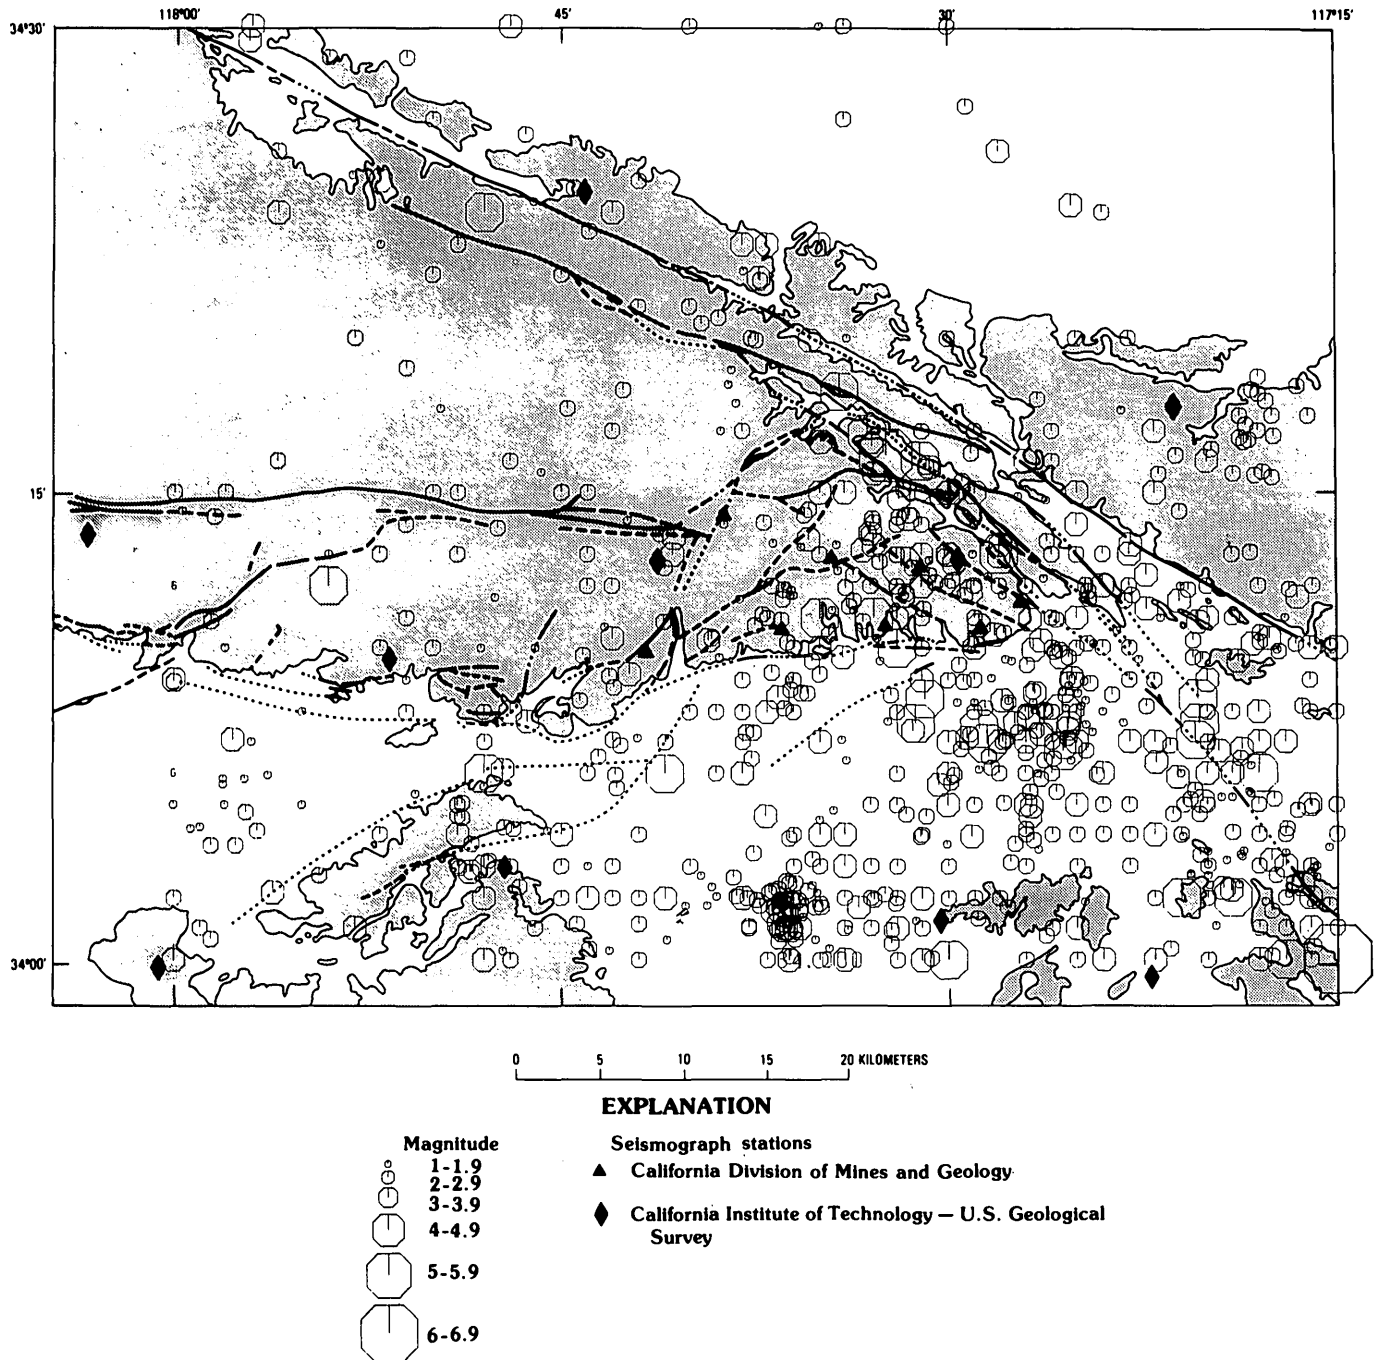 118°00′ 45′ 30′ 117°15′
34°30′
15′
34°00′
0 5 10 15 20 KILOMETERS
EXPLANATION
Magnitude
1-1.9
2-2.9
3-3.9
4-4.9
5-5.9
6-6.9
Seismograph stations
California Division of Mines and Geology
California Institute of Technology — U.S. Geological
Survey